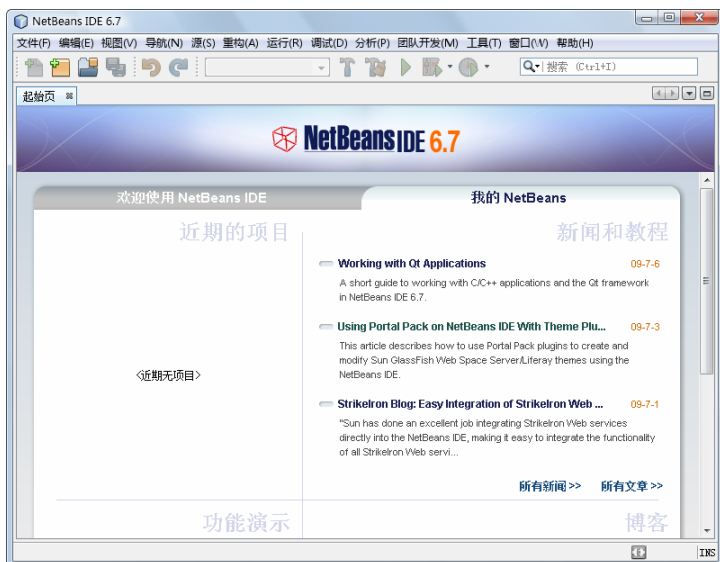 NetBeans IDE 6.7
文件(F) 编辑(E) 视图(V) 导航(N) 源(S) 重构(A) 运行(R) 调试(D) 分析(P) 团队开发(M) 工具(T) 窗口(W) 帮助(H)
搜索 (Ctrl+I)
起始页
NetBeans IDE 6.7
欢迎使用 NetBeans IDE
我的 NetBeans
近期的项目
<近期无项目>
新闻和教程
Working with Qt Applications 09-7-6
A short guide to working with C/C++ applications and the Qt framework
in NetBeans IDE 6.7.
Using Portal Pack on NetBeans IDE With Theme Plu... 09-7-3
This article describes how to use Portal Pack plugins to create and
modify Sun GlassFish Web Space Server/Liferay themes using the
NetBeans IDE.
StrikeIron Blog: Easy Integration of StrikeIron Web ... 09-7-1
"Sun has done an excellent job integrating StrikeIron Web services
directly into the NetBeans IDE, making it easy to integrate the functionality
of all StrikeIron Web servi...
所有新闻 >> 所有文章 >>
功能演示
博客
INS